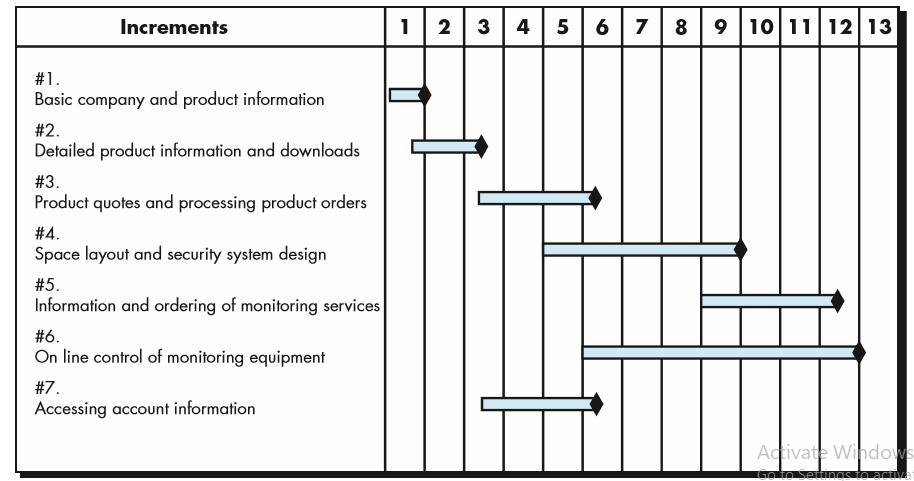 Increments 1 2 3 4 5 6 7 8 9 10 11 12 13
#1.
Basic company and product information
#2.
Detailed product information and downloads
#3.
Product quotes and processing product orders
#4.
Space layout and security system design
#5.
Information and ordering of monitoring services
#6.
On line control of monitoring equipment
#7.
Accessing account information
Activate Windows
Go to Settings to activa